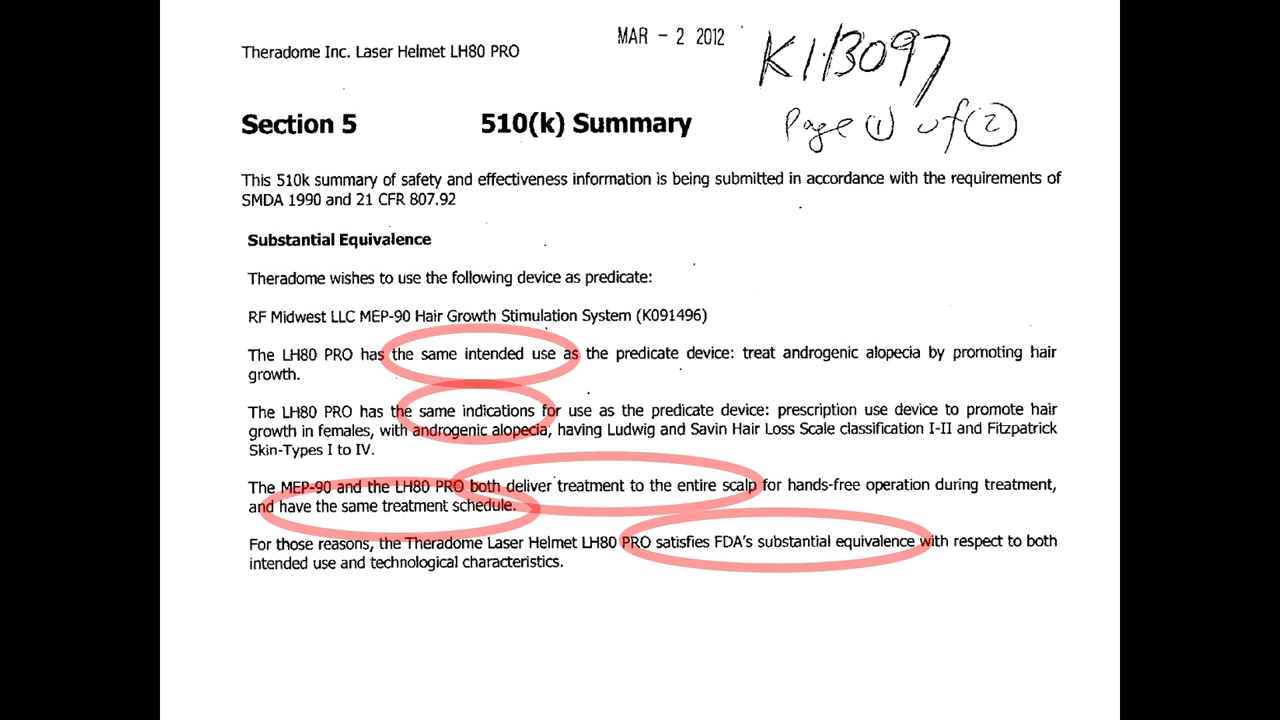 MAR - 2 2012
K113097
Theradome Inc. Laser Helmet LH80 PRO
Section 5 510(k) Summary
Page 1 of 2
This 510k summary of safety and effectiveness information is being submitted in accordance with the requirements of
SMDA 1990 and 21 CFR 807.92
Substantial Equivalence
Theradome wishes to use the following device as predicate:
RF Midwest LLC MEP-90 Hair Growth Stimulation System (K091496)
The LH80 PRO has the same intended use as the predicate device: treat androgenic alopecia by promoting hair
growth.
The LH80 PRO has the same indications for use as the predicate device: prescription use device to promote hair
growth in females, with androgenic alopecia, having Ludwig and Savin Hair Loss Scale classification I-II and Fitzpatrick
Skin-Types I to IV.
The MEP-90 and the LH80 PRO both deliver treatment to the entire scalp for hands-free operation during treatment,
and have the same treatment schedule.
For those reasons, the Theradome Laser Helmet LH80 PRO satisfies FDA's substantial equivalence with respect to both
intended use and technological characteristics.